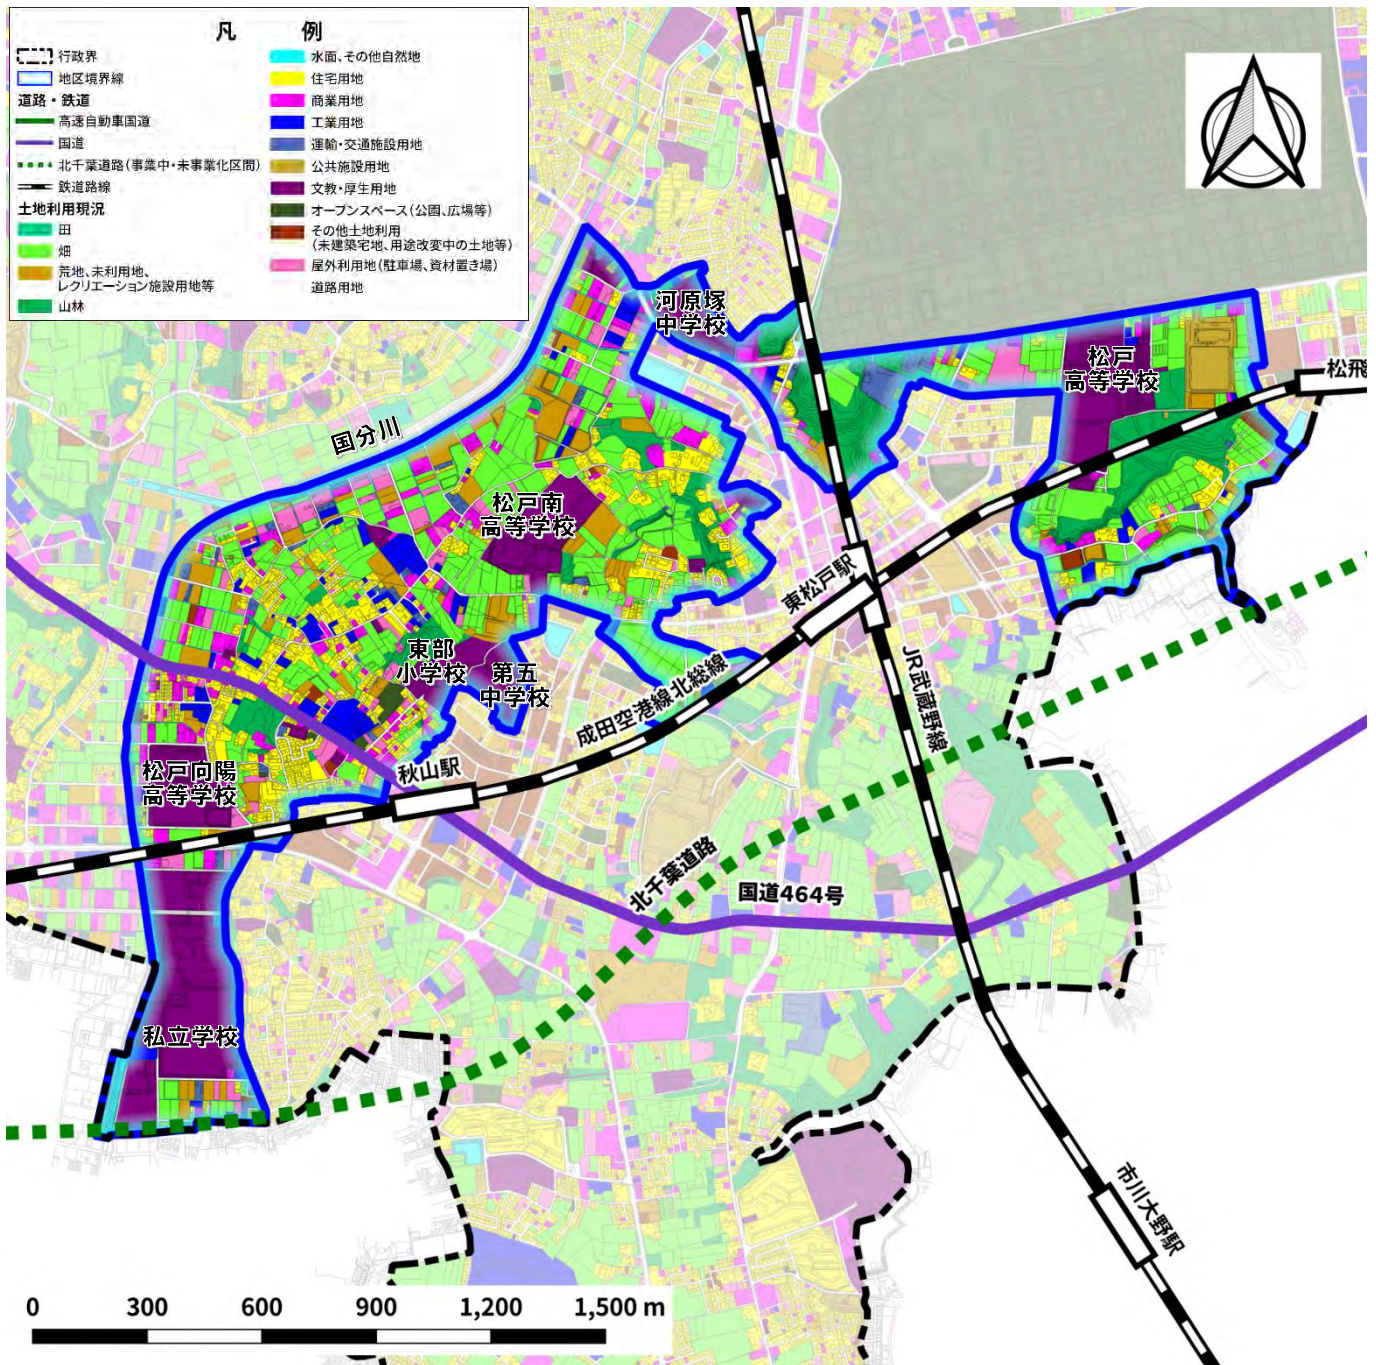 凡 例
行政界
地区境界線
道路・鉄道
高速自動車国道
国道
北千葉道路(事業中・未事業化区間)
鉄道路線
土地利用現況
田
畑
荒地、未利用地、
レクリエーション施設用地等
山林
水面、その他自然地
住宅用地
商業用地
工業用地
運輸・交通施設用地
公共施設用地
文教・厚生用地
オープンスペース(公園、広場等)
その他土地利用
(未建築宅地、用途改変中の土地等)
屋外利用地(駐車場、資材置き場)
道路用地
河原塚
中学校
松戸
高等学校
松飛
国分川
松戸南
高等学校
東松戸駅
東部
小学校
第五
中学校
成田空港線北総線
JR武蔵野線
秋山駅
松戸向陽
高等学校
北千葉道路
国道464号
私立学校
市川大野駅
0 300 600 900 1,200 1,500 m